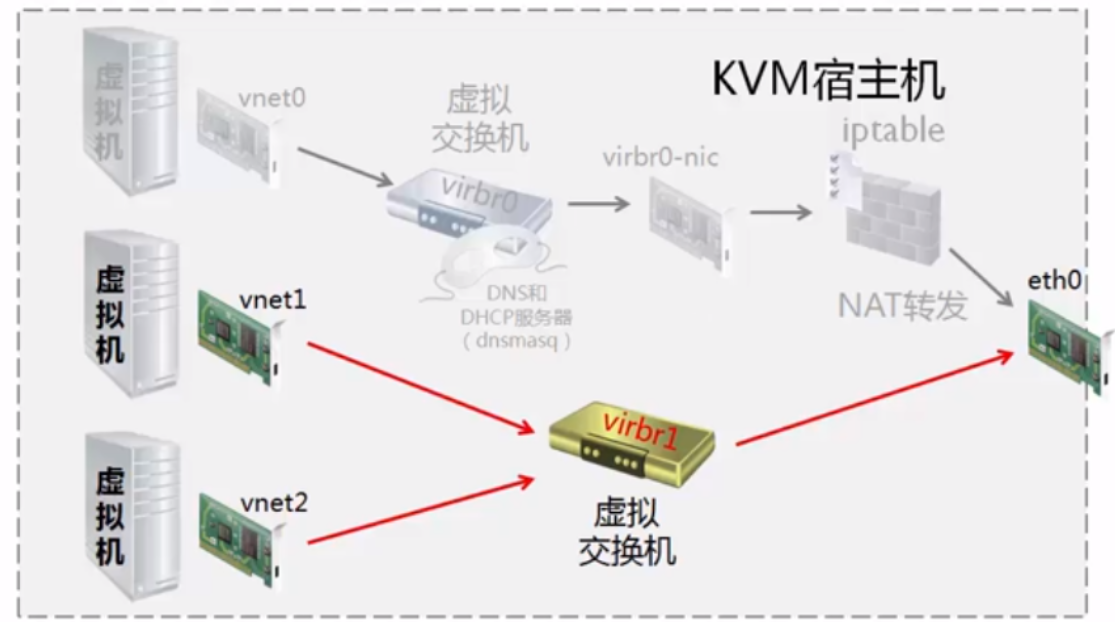 KVM宿主机
虚
拟
机
vnet0
虚拟
交换机
virbr0
virbr0-nic
iptable
DNS和
DHCP服务器
（dnsmasq）
NAT转发
eth0
虚
拟
机
vnet1
virbr1
虚拟
交换机
虚
拟
机
vnet2